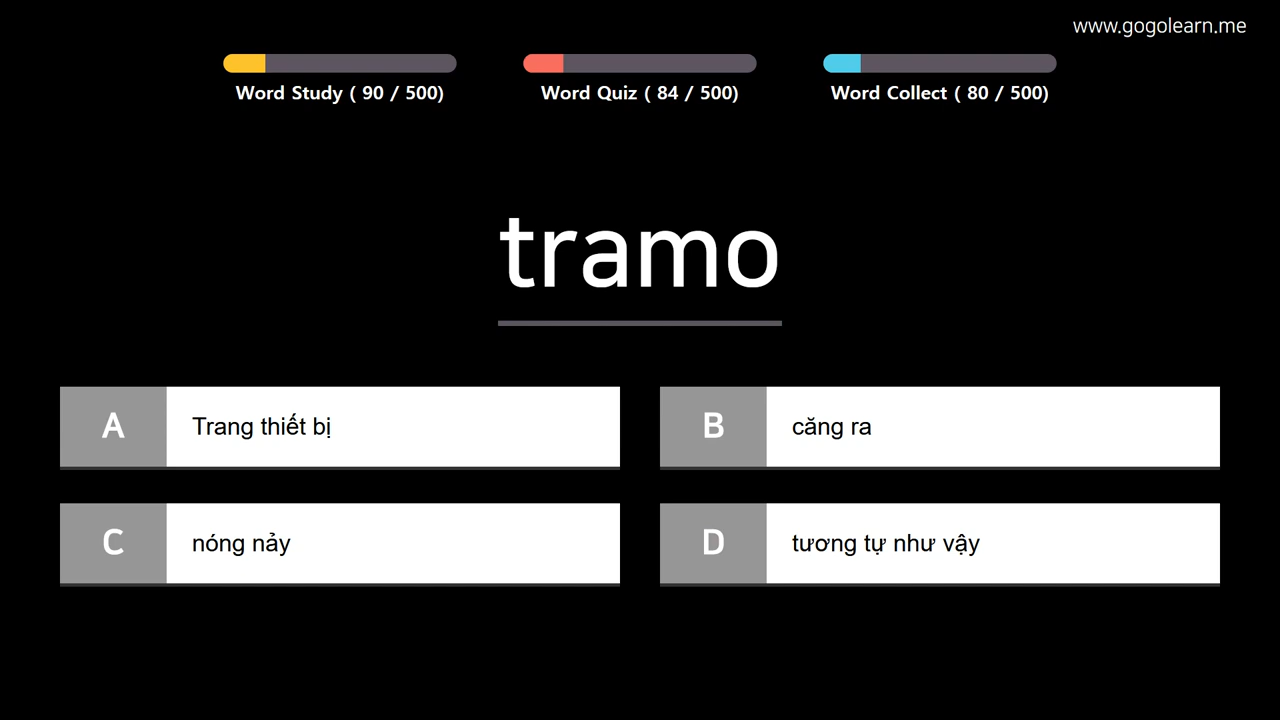 www.gogolearn.me
Word Study ( 90 / 500)
Word Quiz ( 84 / 500)
Word Collect ( 80 / 500)
tramo
A Trang thiết bị
B căng ra
C nóng nảy
D tương tự như vậy